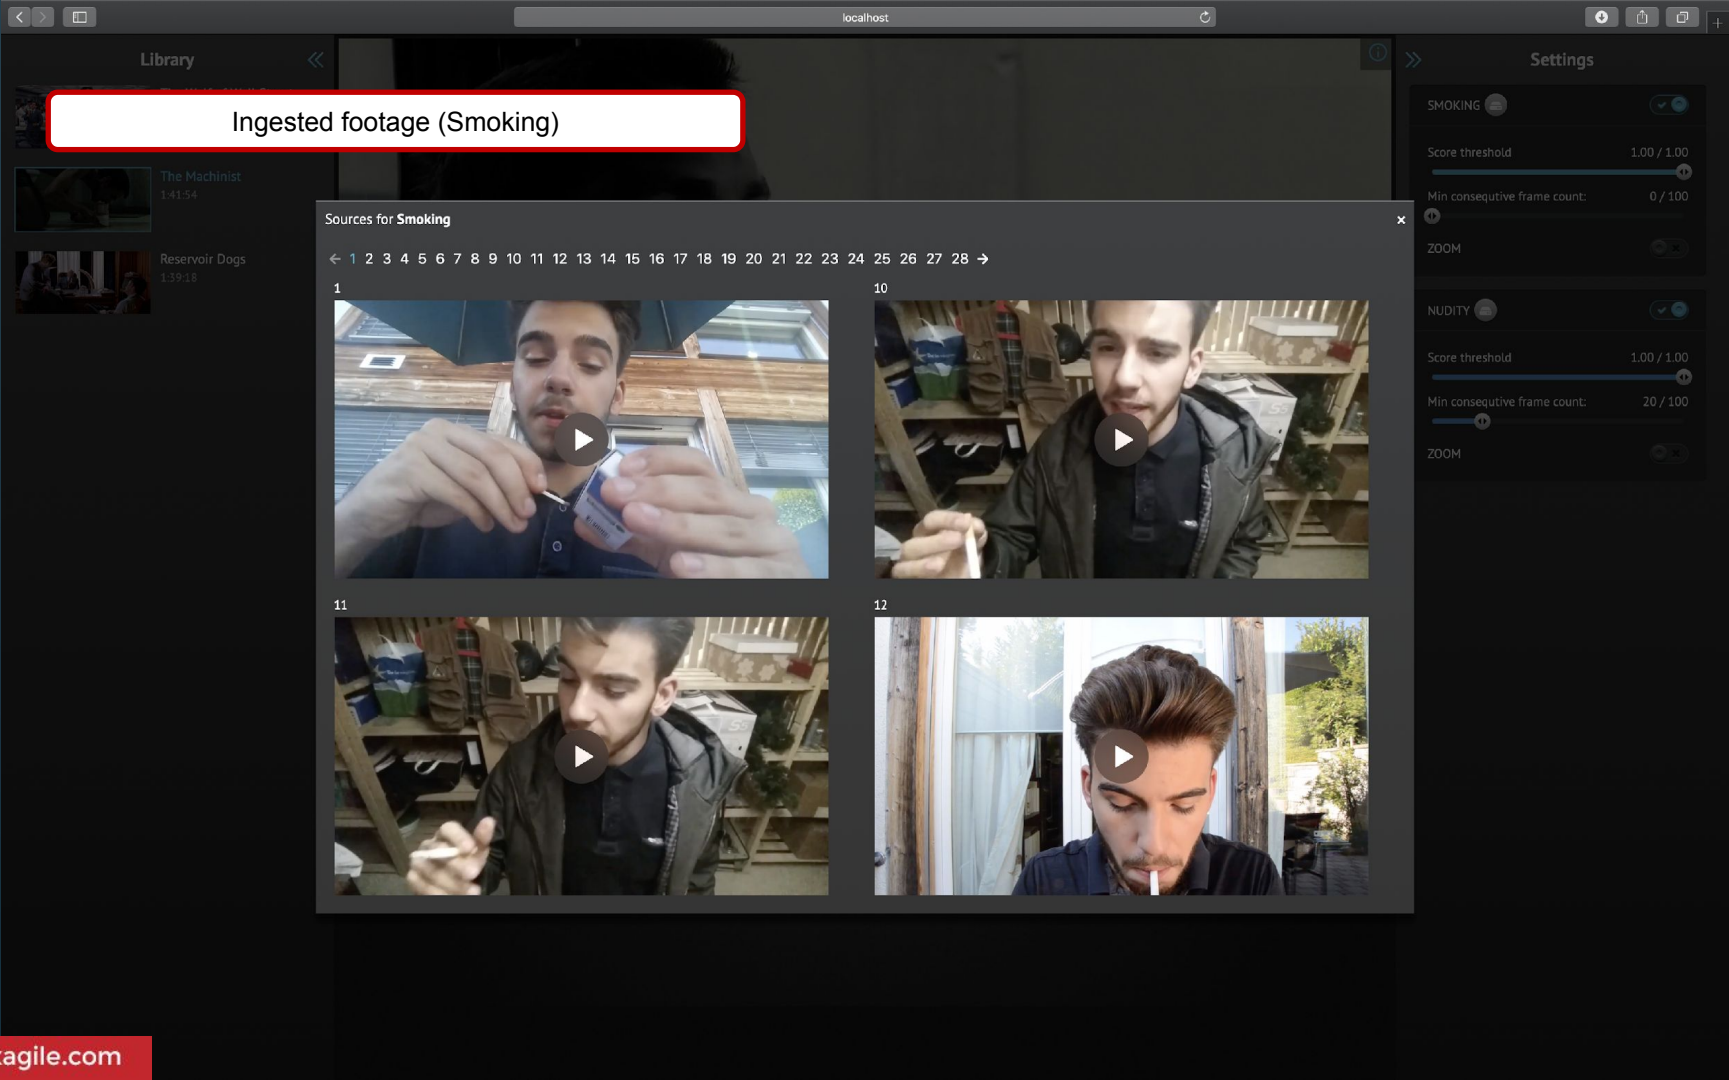 localhost
Library
Settings
Ingested footage (Smoking)
The Machinist
1:41:54
Reservoir Dogs
1:39:18
Sources for Smoking
← 1 2 3 4 5 6 7 8 9 10 11 12 13 14 15 16 17 18 19 20 21 22 23 24 25 26 27 28 →
1
10
11
12
SMOKING
Score threshold 1.00 / 1.00
Min consequtive frame count: 0 / 100
ZOOM
NUDITY
Score threshold 1.00 / 1.00
Min consequtive frame count: 20 / 100
ZOOM
agile.com